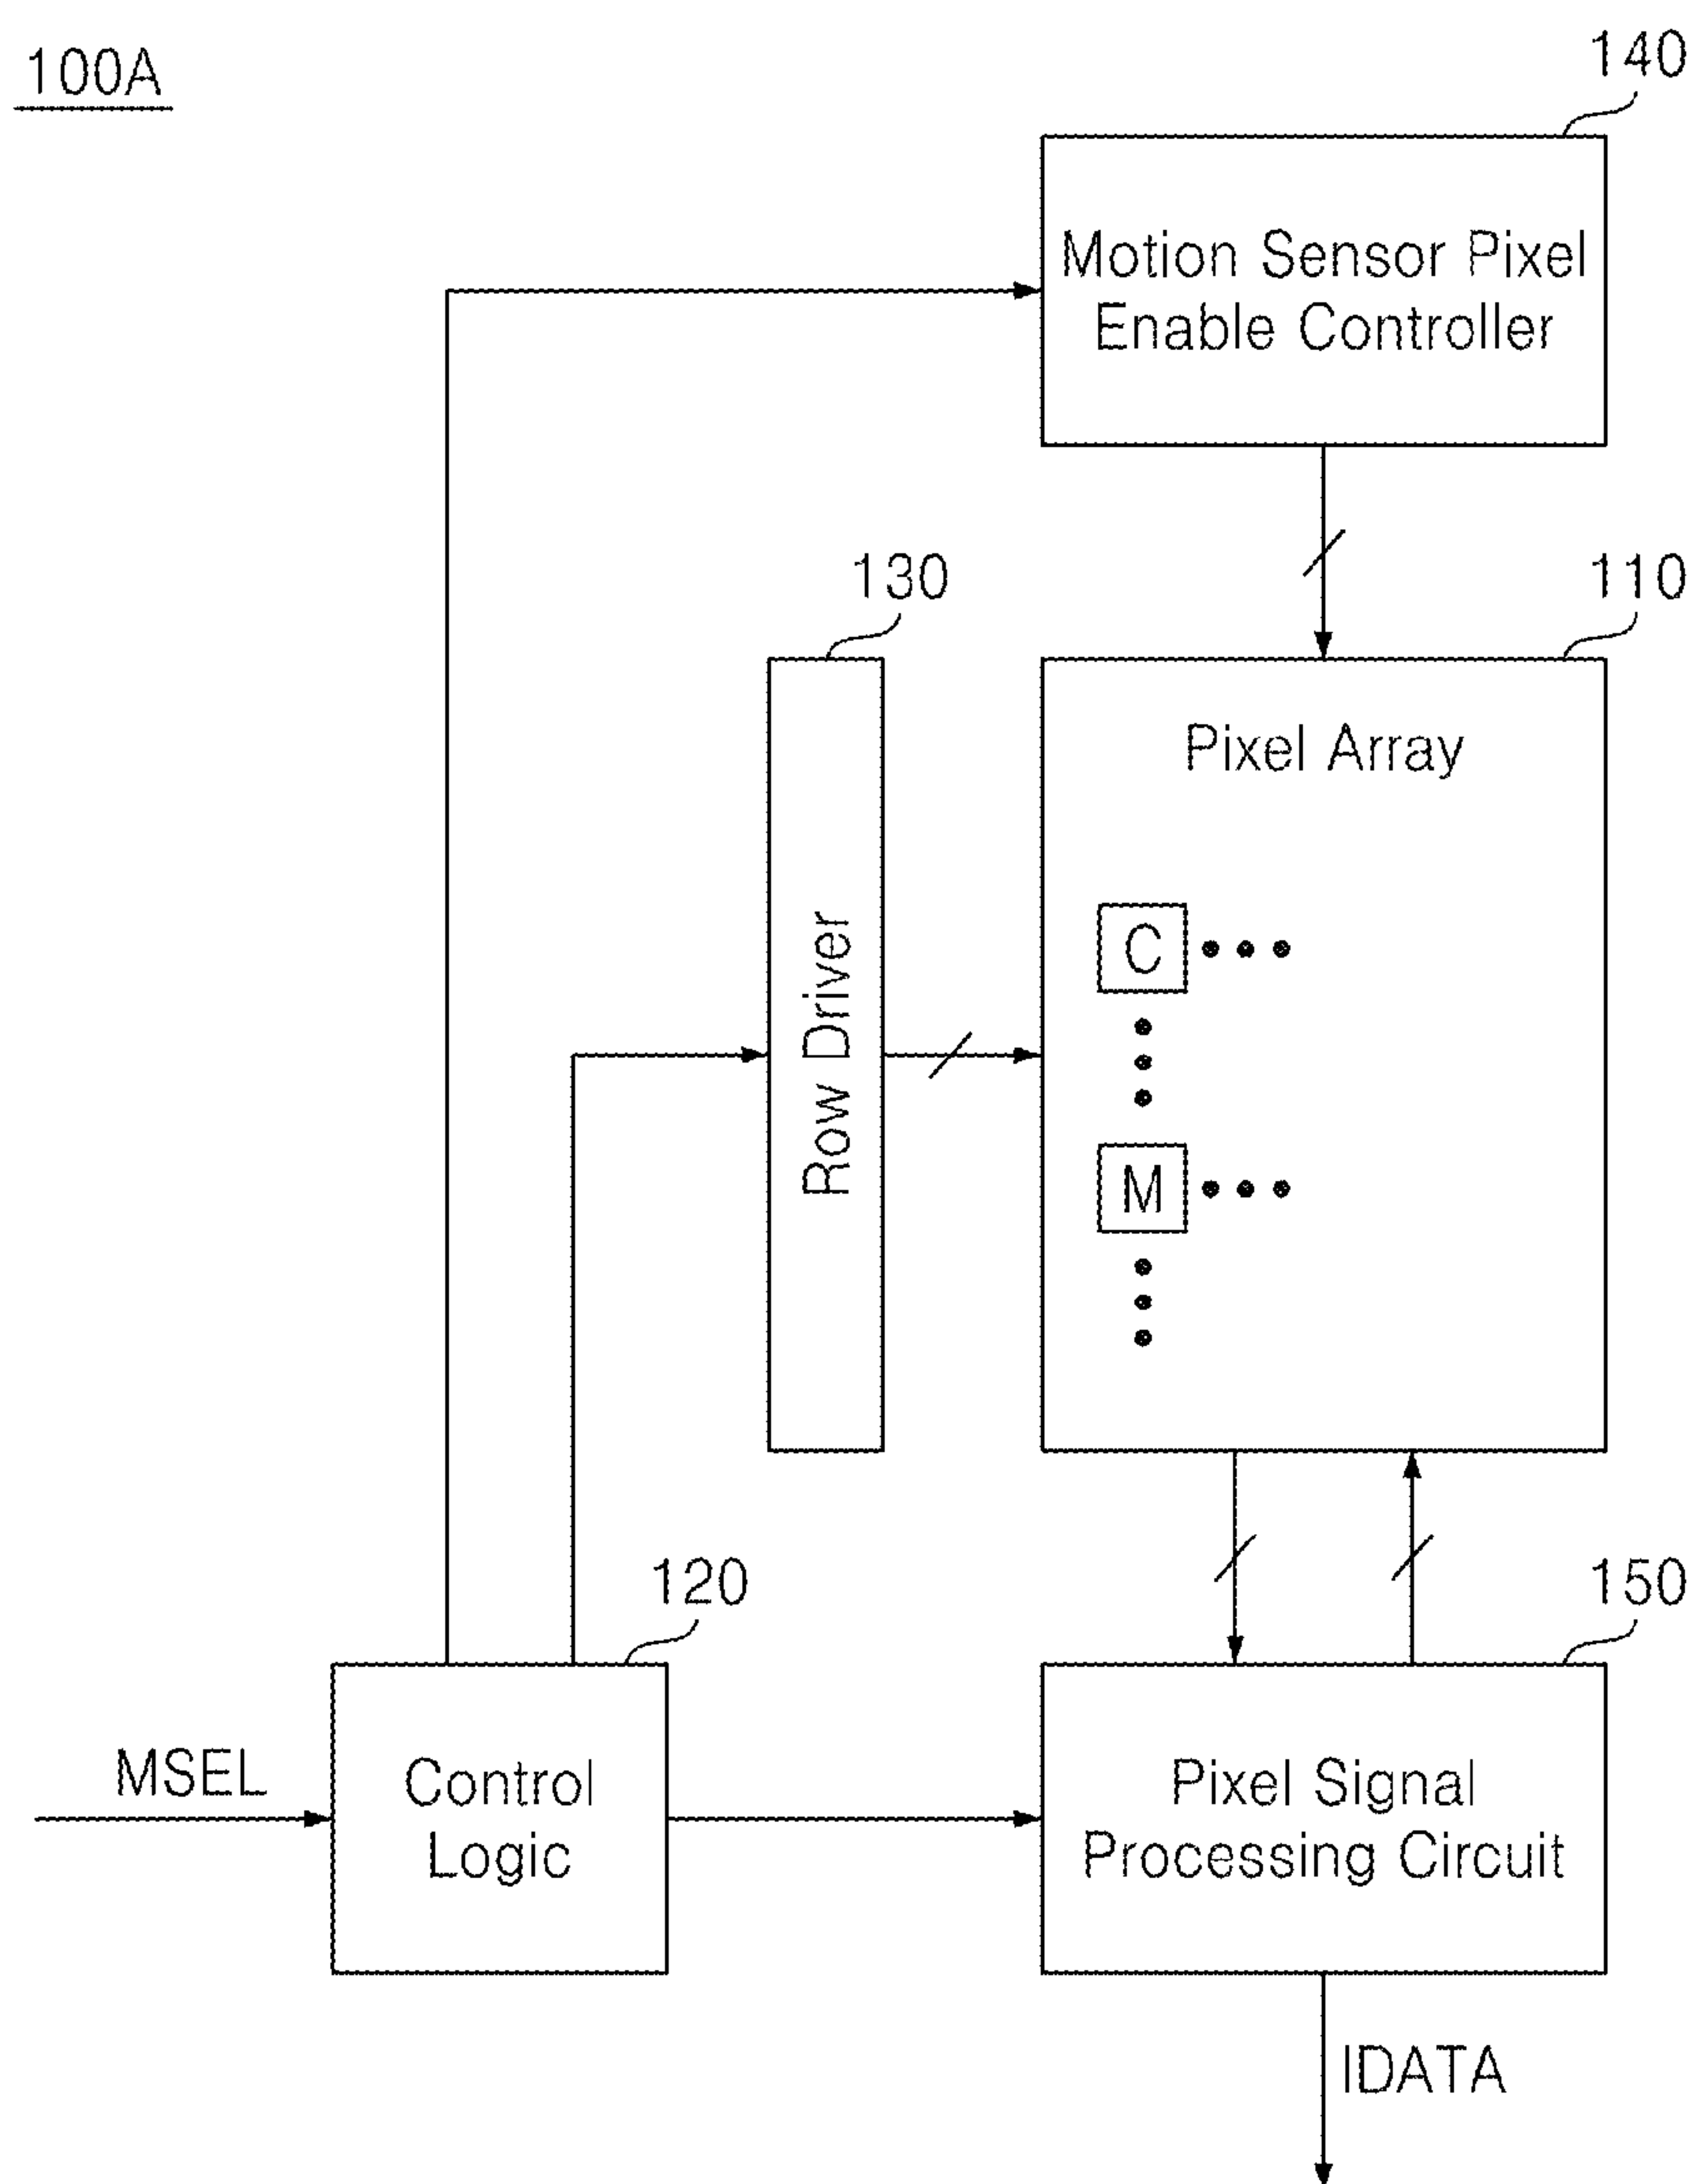 100A
140
Motion Sensor Pixel
Enable Controller
130
110
Row Driver
Pixel Array
C
M
120
150
MSEL
Control
Logic
Pixel Signal
Processing Circuit
IDATA